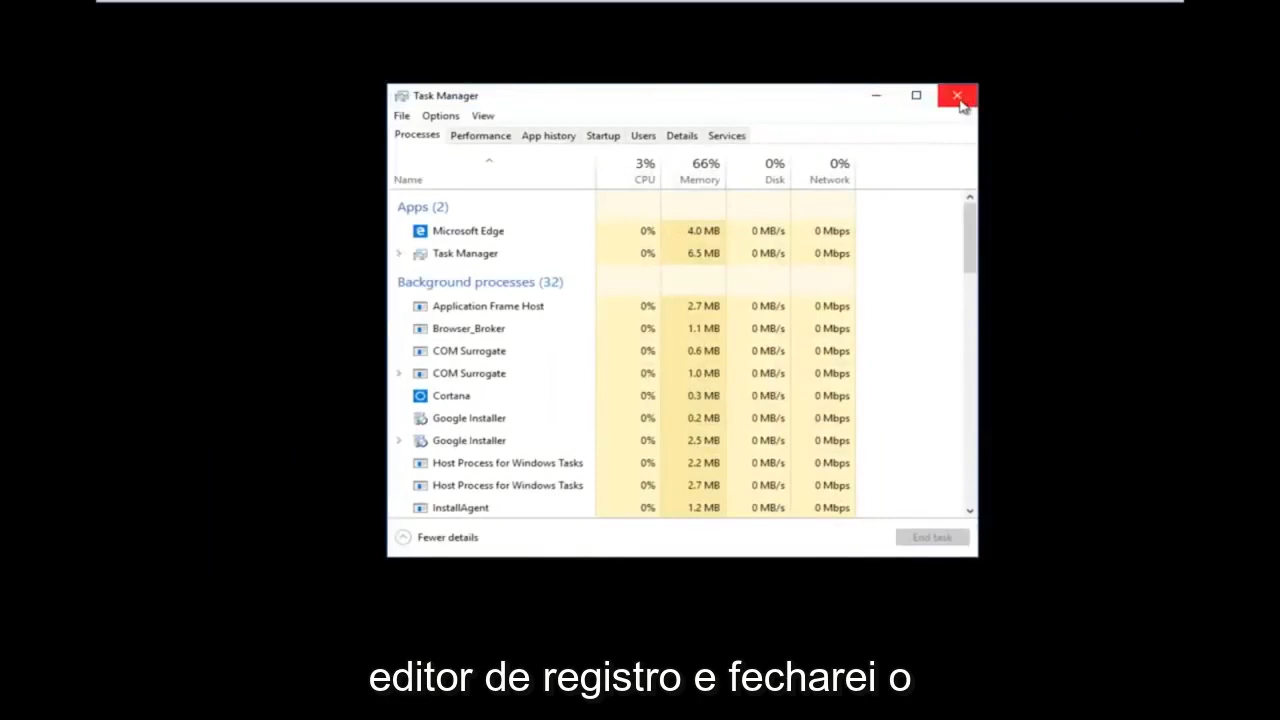 Task Manager
File Options View
Processes Performance App history Startup Users Details Services
3% 66% 0% 0%
Name CPU Memory Disk Network
Apps (2)
Microsoft Edge 0% 4.0 MB 0 MB/s 0 Mbps
Task Manager 0% 6.5 MB 0 MB/s 0 Mbps
Background processes (32)
Application Frame Host 0% 2.7 MB 0 MB/s 0 Mbps
Browser_Broker 0% 1.1 MB 0 MB/s 0 Mbps
COM Surrogate 0% 0.6 MB 0 MB/s 0 Mbps
COM Surrogate 0% 1.0 MB 0 MB/s 0 Mbps
Cortana 0% 0.3 MB 0 MB/s 0 Mbps
Google Installer 0% 0.2 MB 0 MB/s 0 Mbps
Google Installer 0% 2.5 MB 0 MB/s 0 Mbps
Host Process for Windows Tasks 0% 2.2 MB 0 MB/s 0 Mbps
Host Process for Windows Tasks 0% 2.7 MB 0 MB/s 0 Mbps
InstallAgent 0% 1.2 MB 0 MB/s 0 Mbps
Fewer details End task
editor de registro e fecharei o